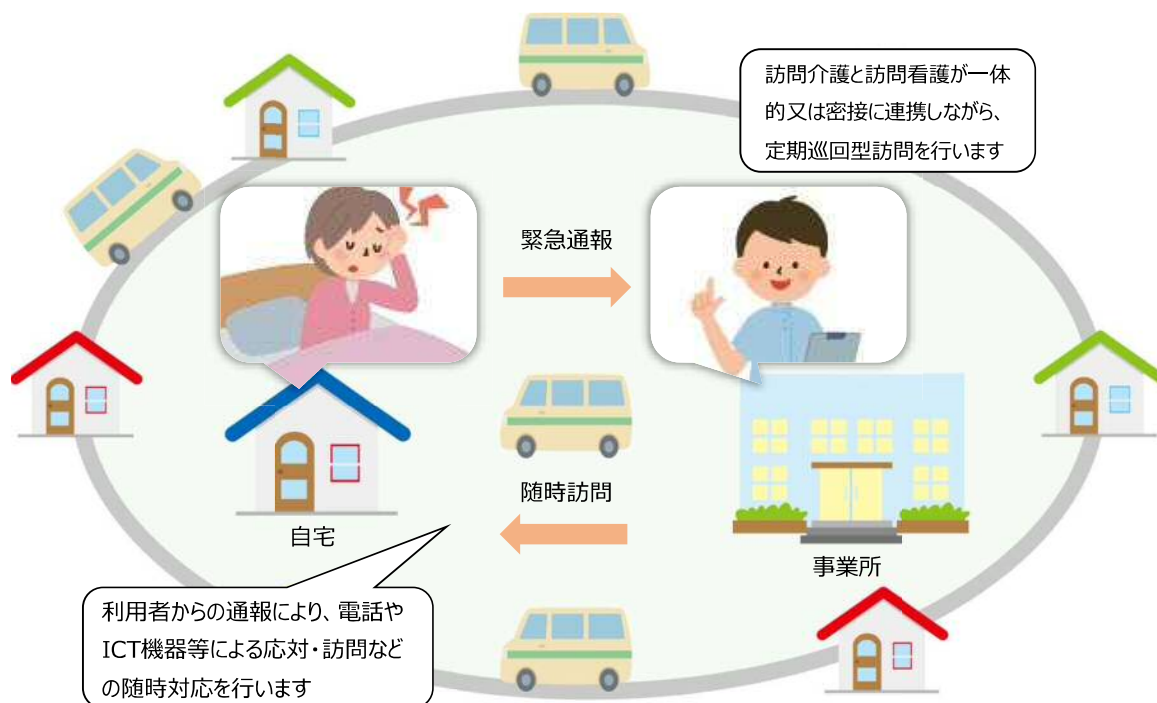 訪問介護と訪問看護が一体
的又は密接に連携しながら、
定期巡回型訪問を行います
緊急通報
随時訪問
自宅
事業所
利用者からの通報により、電話や
ICT機器等による応対・訪問など
の随時対応を行います